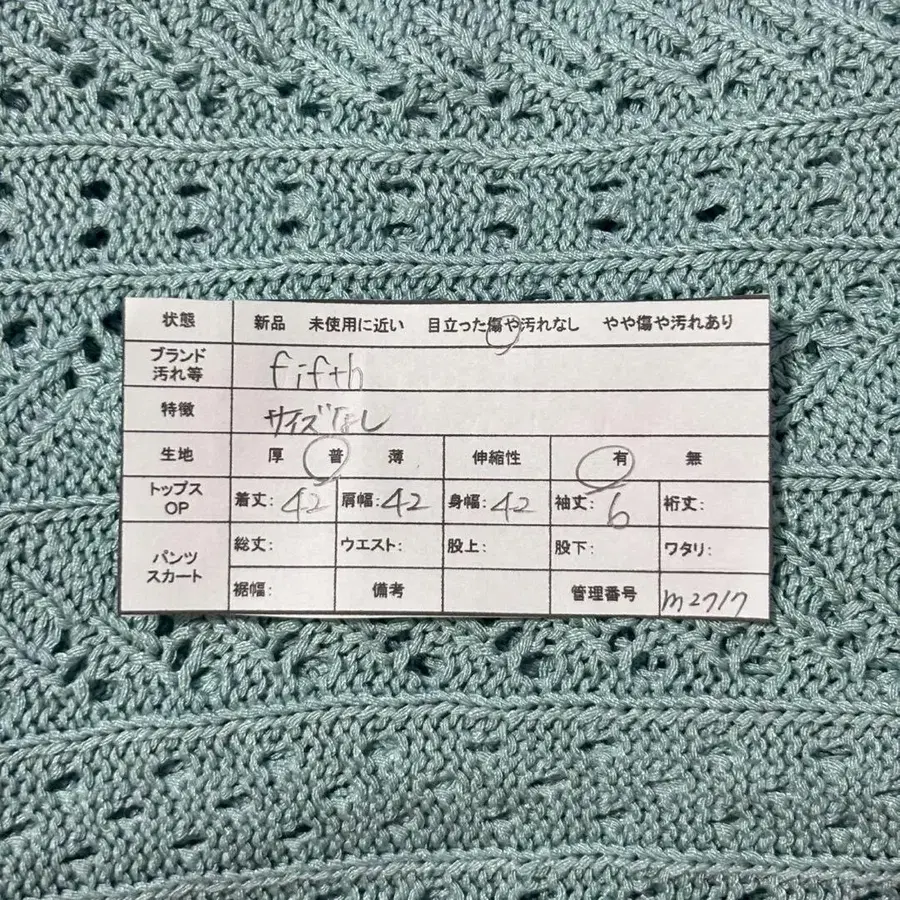 状態 新品 未使用に近い 目立った傷や汚れなし やや傷や汚れあり
ブランド
汚れ等 fifth
特徴 サイズなし
生地 厚 普 薄 伸縮性 有 無
トップス
OP 着丈:42 肩幅:42 身幅:42 袖丈:6 裄丈:
パンツ
スカート 総丈: ウエスト: 股上: 股下: ワタリ:
裾幅: 備考 管理番号 m2717